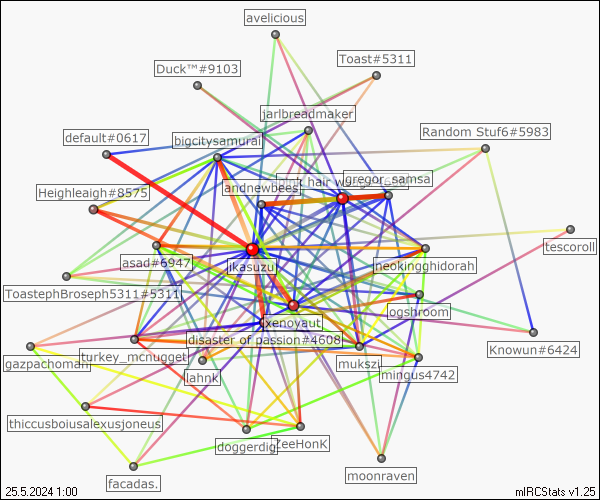 avelicious
Toast#5311
Duck™#9103
jarlbreadmaker
Random Stuf6#5983
default#0617
bigcitysamurai
gregor_samsa
andnewbees
hair
Heighleaigh#8575
tescoroll
asad#6947
jkasuzu
neokingghidorah
ToastephBroseph5311#5311
ogshroom
xenoyaut
disaster of passion#4608
Knowun#6424
gazpachoman
turkey_mcnugget
mukszi
mingus4742
lahnK
thiccusboiusalexusjoneus
doggerdig
ZeeHonK
moonraven
facadas.
25.5.2024 1:00
mIRCStats v1.25